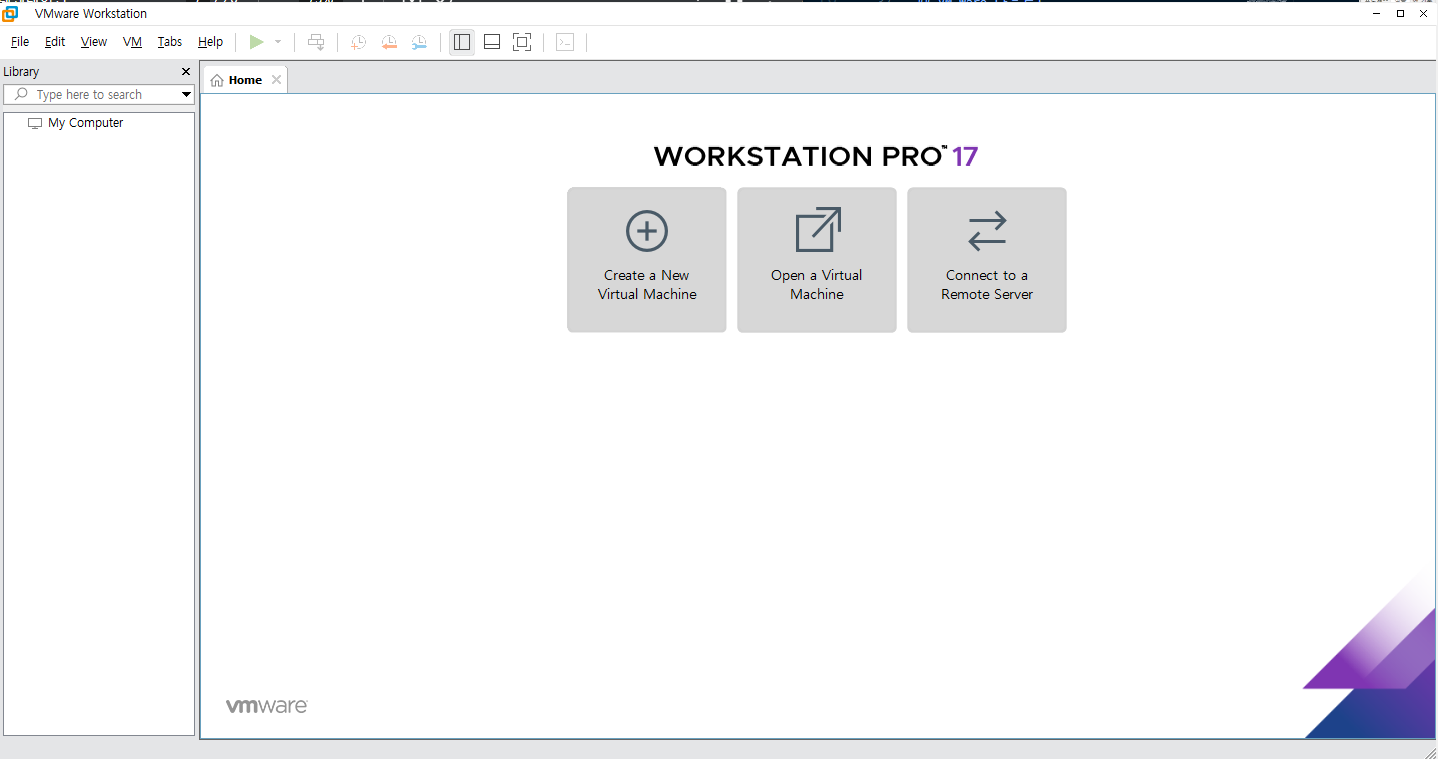 VMware Workstation
File Edit View VM Tabs Help
Library
Type here to search
My Computer
Home
WORKSTATION PRO™ 17
Create a New
Virtual Machine
Open a Virtual
Machine
Connect to a
Remote Server
vmware